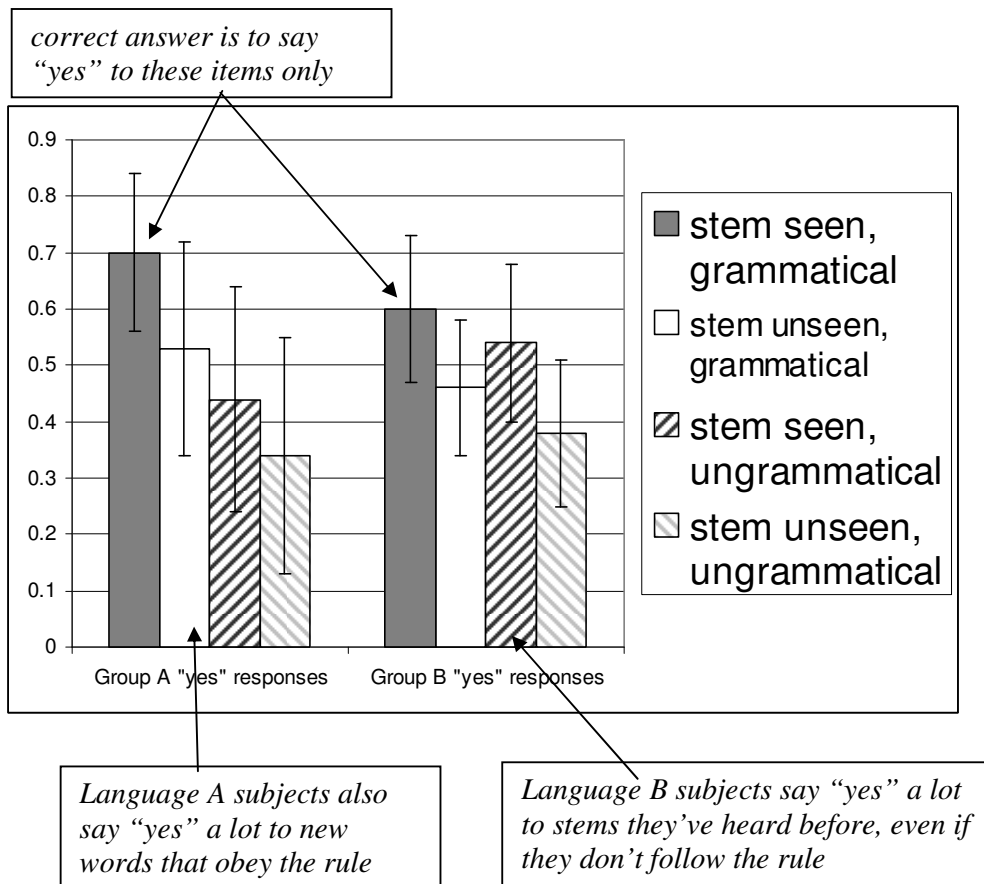 correct answer is to say
“yes” to these items only
0.9
0.8
0.7
0.6
0.5
0.4
0.3
0.2
0.1
0
Group A "yes" responses
Group B "yes" responses
stem seen,
grammatical
stem unseen,
grammatical
stem seen,
ungrammatical
stem unseen,
ungrammatical
Language A subjects also
say “yes” a lot to new
words that obey the rule
Language B subjects say “yes” a lot
to stems they’ve heard before, even if
they don’t follow the rule